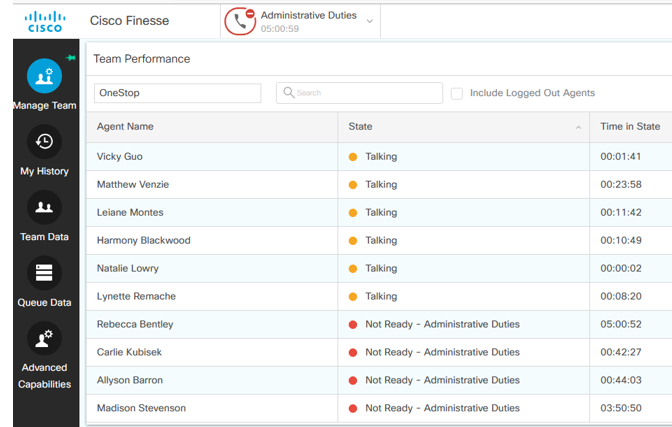 CISCO
Cisco Finesse
Administrative Duties
05:00:59
Manage Team
My History
Team Data
Queue Data
Advanced
Capabilities
Team Performance
OneStop
Search
Include Logged Out Agents
Agent Name State Time in State
Vicky Guo Talking 00:01:41
Matthew Venzie Talking 00:23:58
Leiane Montes Talking 00:11:42
Harmony Blackwood Talking 00:10:49
Natalie Lowry Talking 00:00:02
Lynette Remache Talking 00:08:20
Rebecca Bentley Not Ready - Administrative Duties 05:00:52
Carlie Kubisek Not Ready - Administrative Duties 00:42:27
Allyson Barron Not Ready - Administrative Duties 00:44:03
Madison Stevenson Not Ready - Administrative Duties 03:50:50